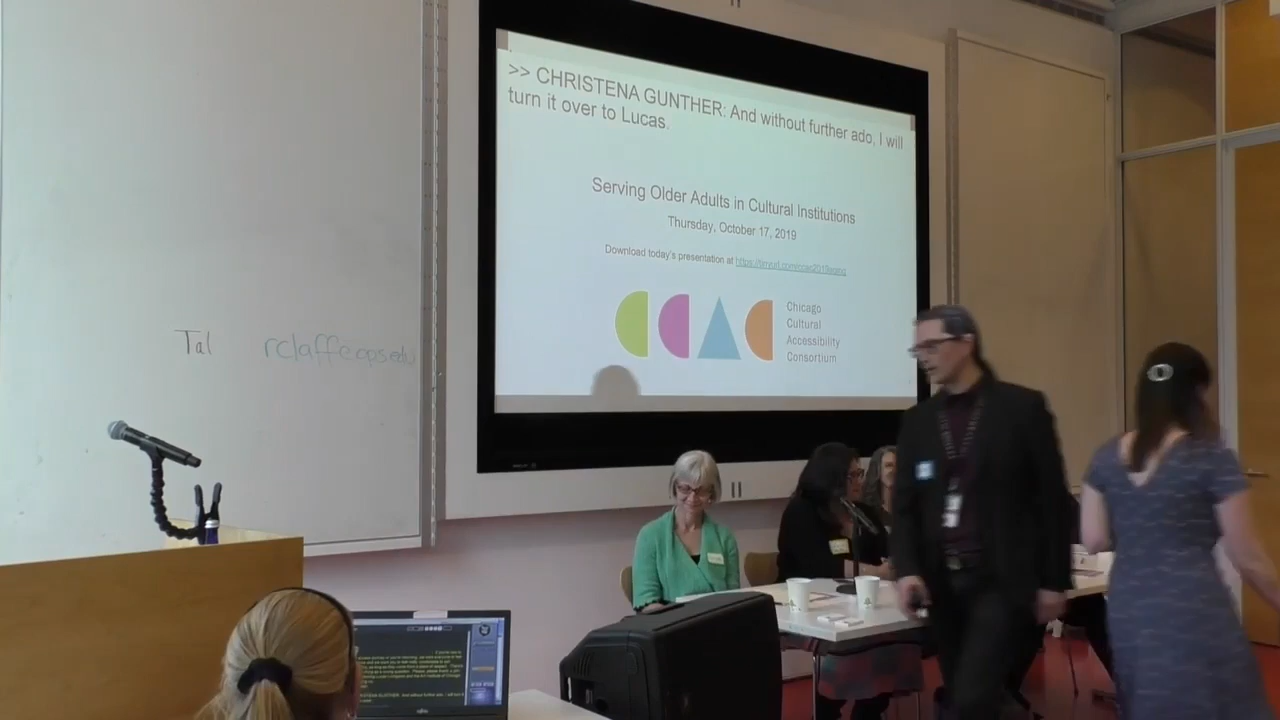 >> CHRISTENA GUNTHER: And without further ado, I will
turn it over to Lucas.
Serving Older Adults in Cultural Institutions
Thursday, October 17, 2019
Download today's presentation at
Chicago
Cultural
Accessibility
Consortium
Tal